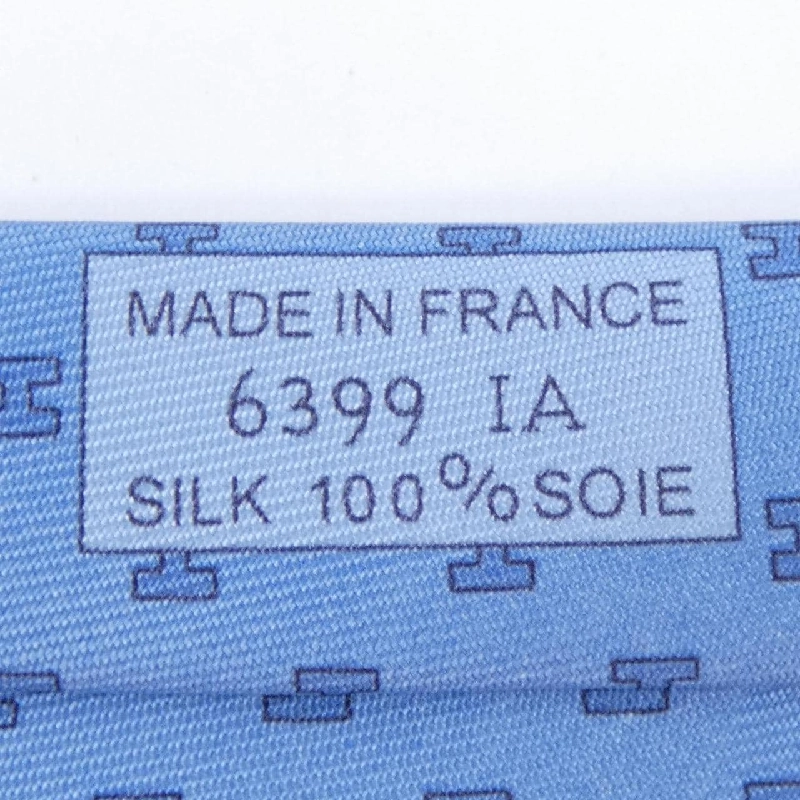 MADE IN FRANCE
6399 IA
SILK 100% SOIE